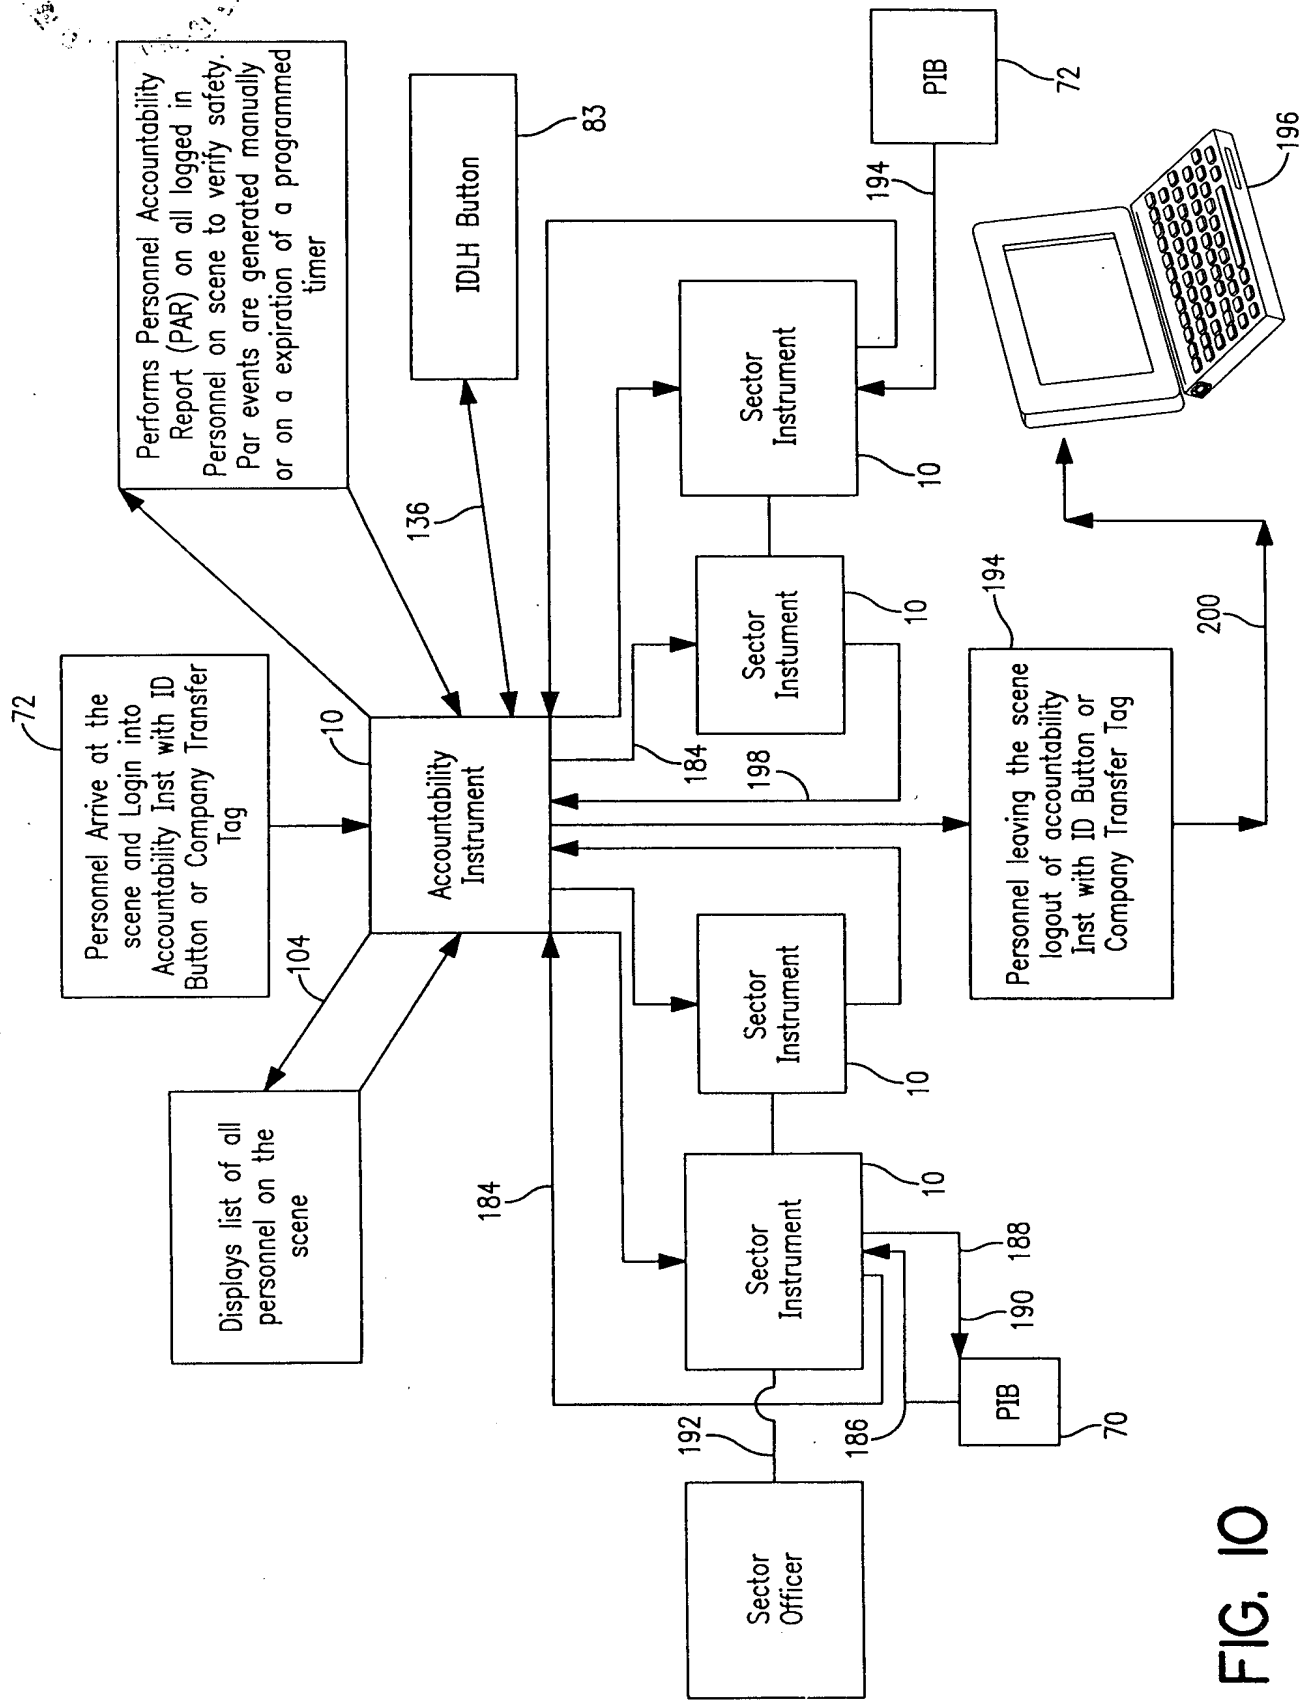 72
Personnel Arrive at the
scene and Login into
Accountability Inst with ID
Button or Company Transfer
Tag
Performs Personnel Accountability
Report (PAR) on all logged in
Personnel on scene to verify safety.
Par events are generated manually
or on a expiration of a programmed
timer
Displays list of all
personnel on the
scene
104
10
Accountability
Instrument
136
IDLH Button
83
184
184
198
Sector
Officer
192
Sector
Instrument
10
Sector
Instrument
10
Sector
Instument
10
Sector
Instrument
10
PIB
72
194
186
188
190
PIB
70
Personnel leaving the scene
logout of accountability
Inst with ID Button or
Company Transfer Tag
194
200
196
FIG. 10